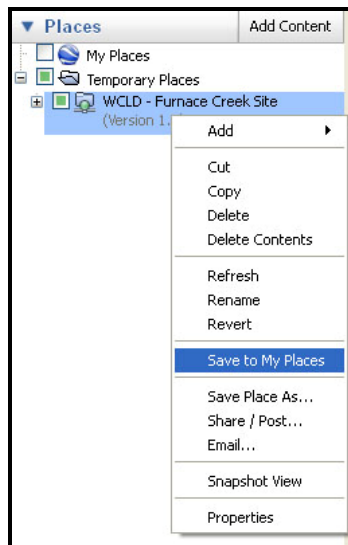 Places
Add Content
My Places
Temporary Places
WCLD - Furnace Creek Site
(Version 1.
Add
Cut
Copy
Delete
Delete Contents
Refresh
Rename
Revert
Save to My Places
Save Place As...
Share / Post...
Email...
Snapshot View
Properties